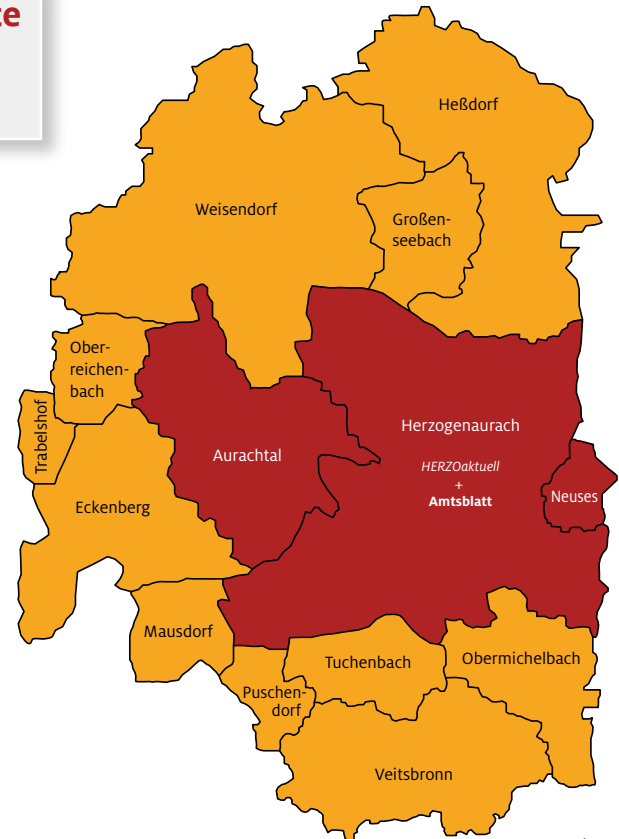 te
Heßdorf
Weisendorf
Großen-
seebach
Ober-
reichen-
bach
Trabelshof
Herzogenaurach
HERZOaktuell
+
Amtsblatt
Aurachtal
Neuses
Eckenberg
Mausdorf
Tuchenbach
Obermichelbach
Puschen-
dorf
Veitsbronn